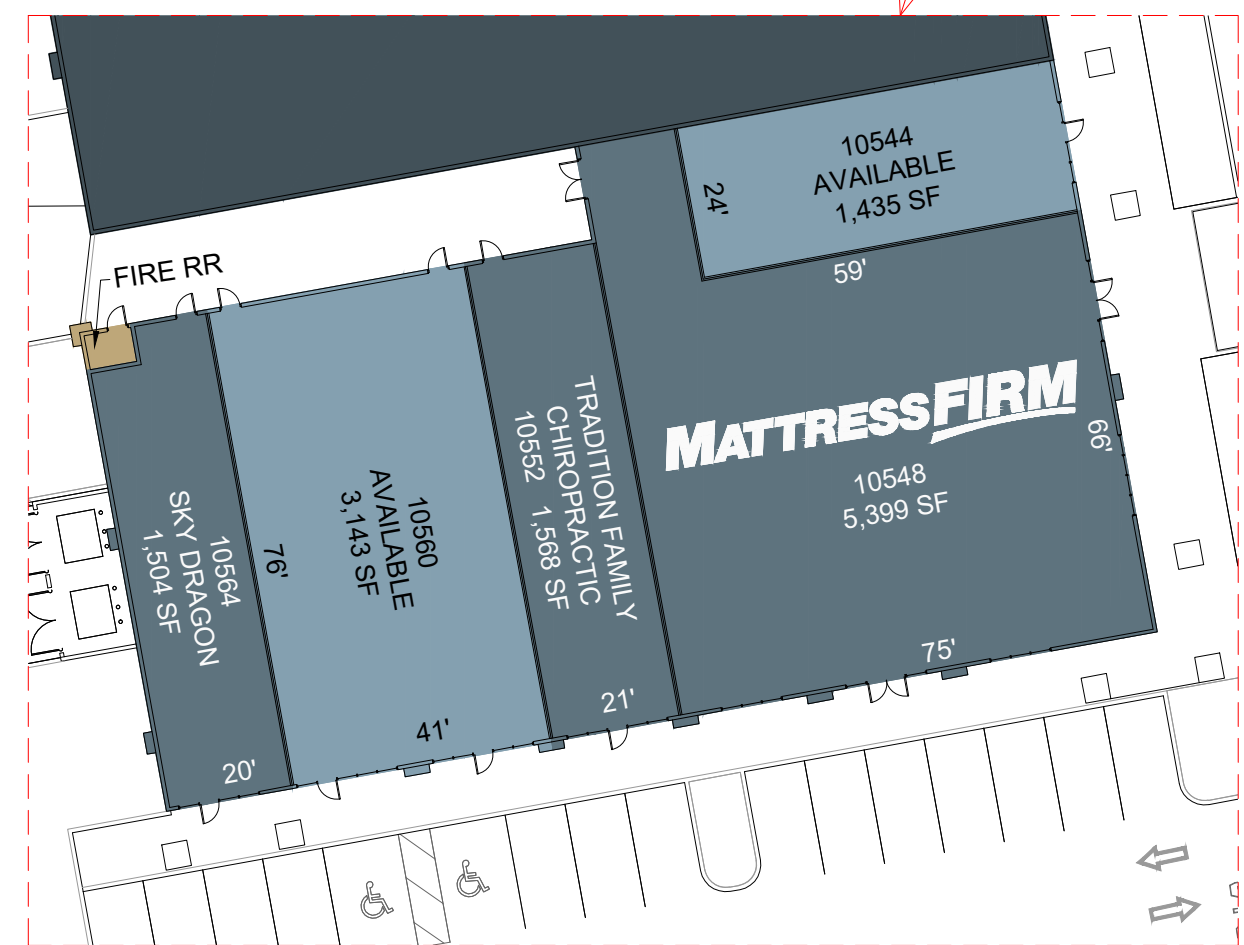 10544
AVAILABLE
1,435 SF
24'
59'
FIRE RR
MATTRESSFIRM
10548
5,399 SF
66'
75'
TRADITION FAMILY
CHIROPRACTIC
10552 1,568 SF
21'
10560
AVAILABLE
3,143 SF
76'
41'
10564
SKY DRAGON
1,504 SF
20'